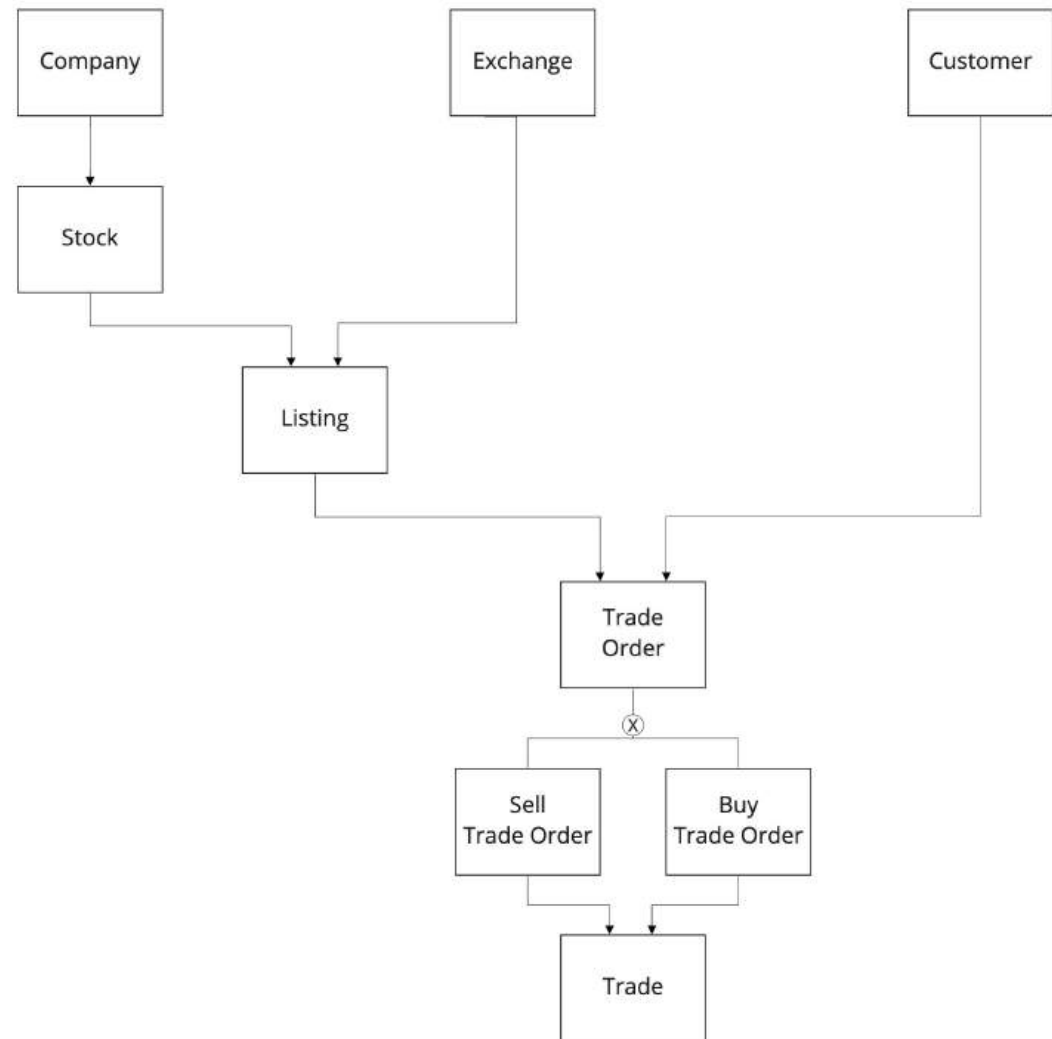 Company
Exchange
Customer
Stock
Listing
Trade
Order
X
Sell
Trade Order
Buy
Trade Order
Trade